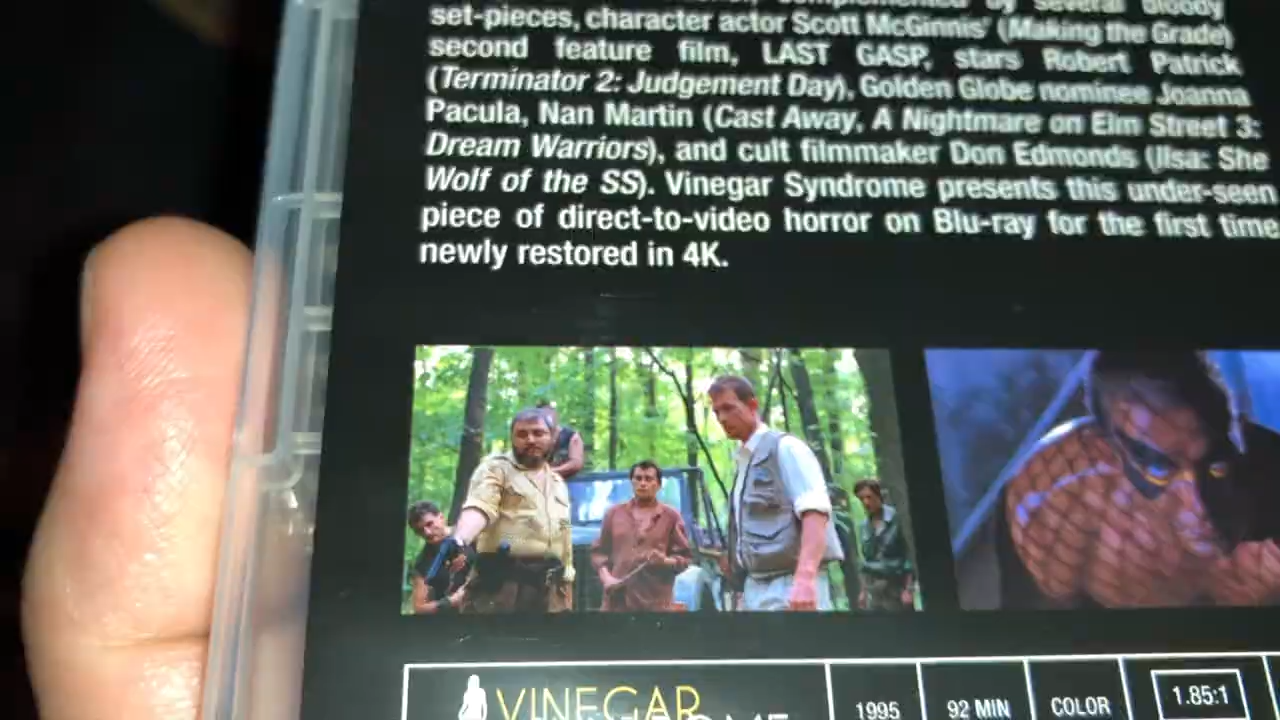 complemented by several bloody
set-pieces, character actor Scott McGinnis' (Making the Grade)
second feature film, LAST GASP, stars Robert Patrick
(Terminator 2: Judgement Day), Golden Globe nominee Joanna
Pacula, Nan Martin (Cast Away, A Nightmare on Elm Street 3:
Dream Warriors), and cult filmmaker Don Edmonds (Ilsa: She
Wolf of the SS). Vinegar Syndrome presents this under-seen
piece of direct-to-video horror on Blu-ray for the first time
newly restored in 4K.
VINEGAR
1995 92 MIN COLOR 1.85:1